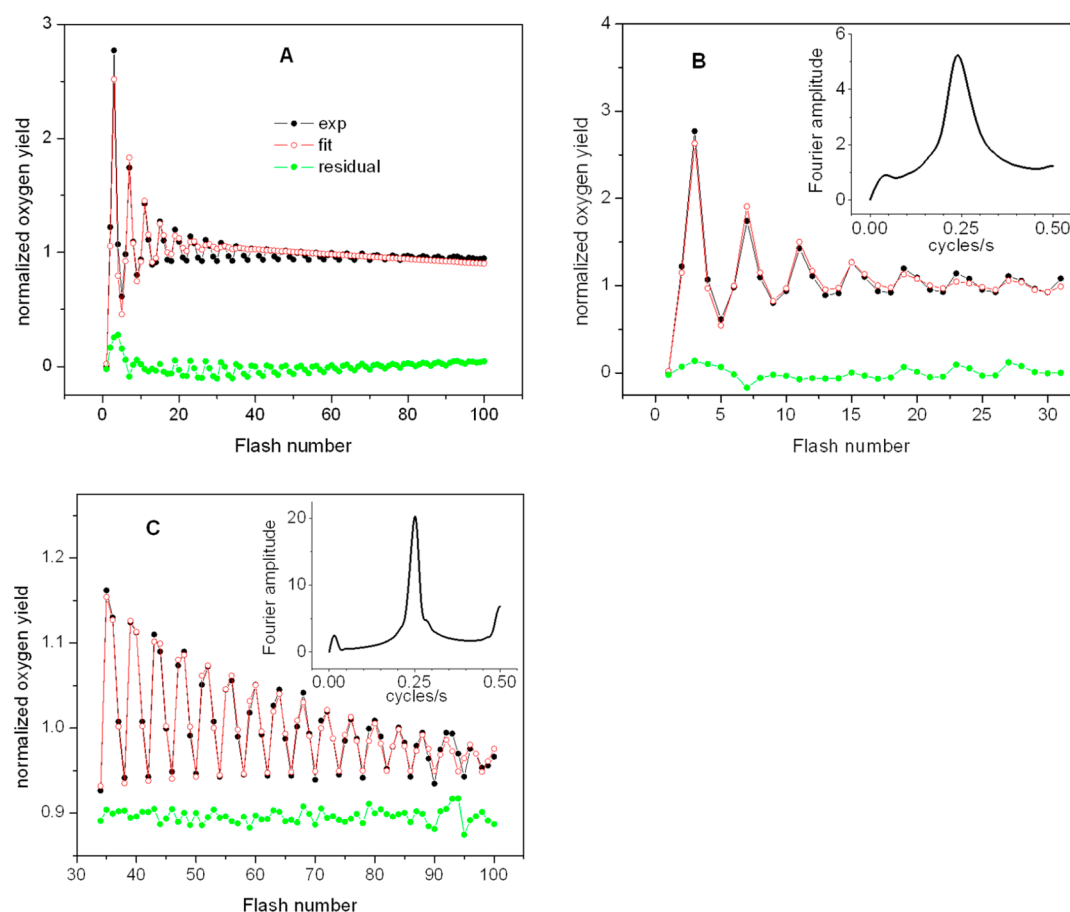 A
normalized oxygen yield
3
2
1
0
exp
fit
residual
0 20 40 60 80 100
Flash number
B
normalized oxygen yield
4
3
2
1
0
0 5 10 15 20 25 30
Flash number
Fourier amplitude
6
4
2
0
0.00 0.25 0.50
cycles/s
C
normalized oxygen yield
1.2
1.1
1.0
0.9
30 40 50 60 70 80 90 100
Flash number
Fourier amplitude
20
10
0
0.00 0.25 0.50
cycles/s